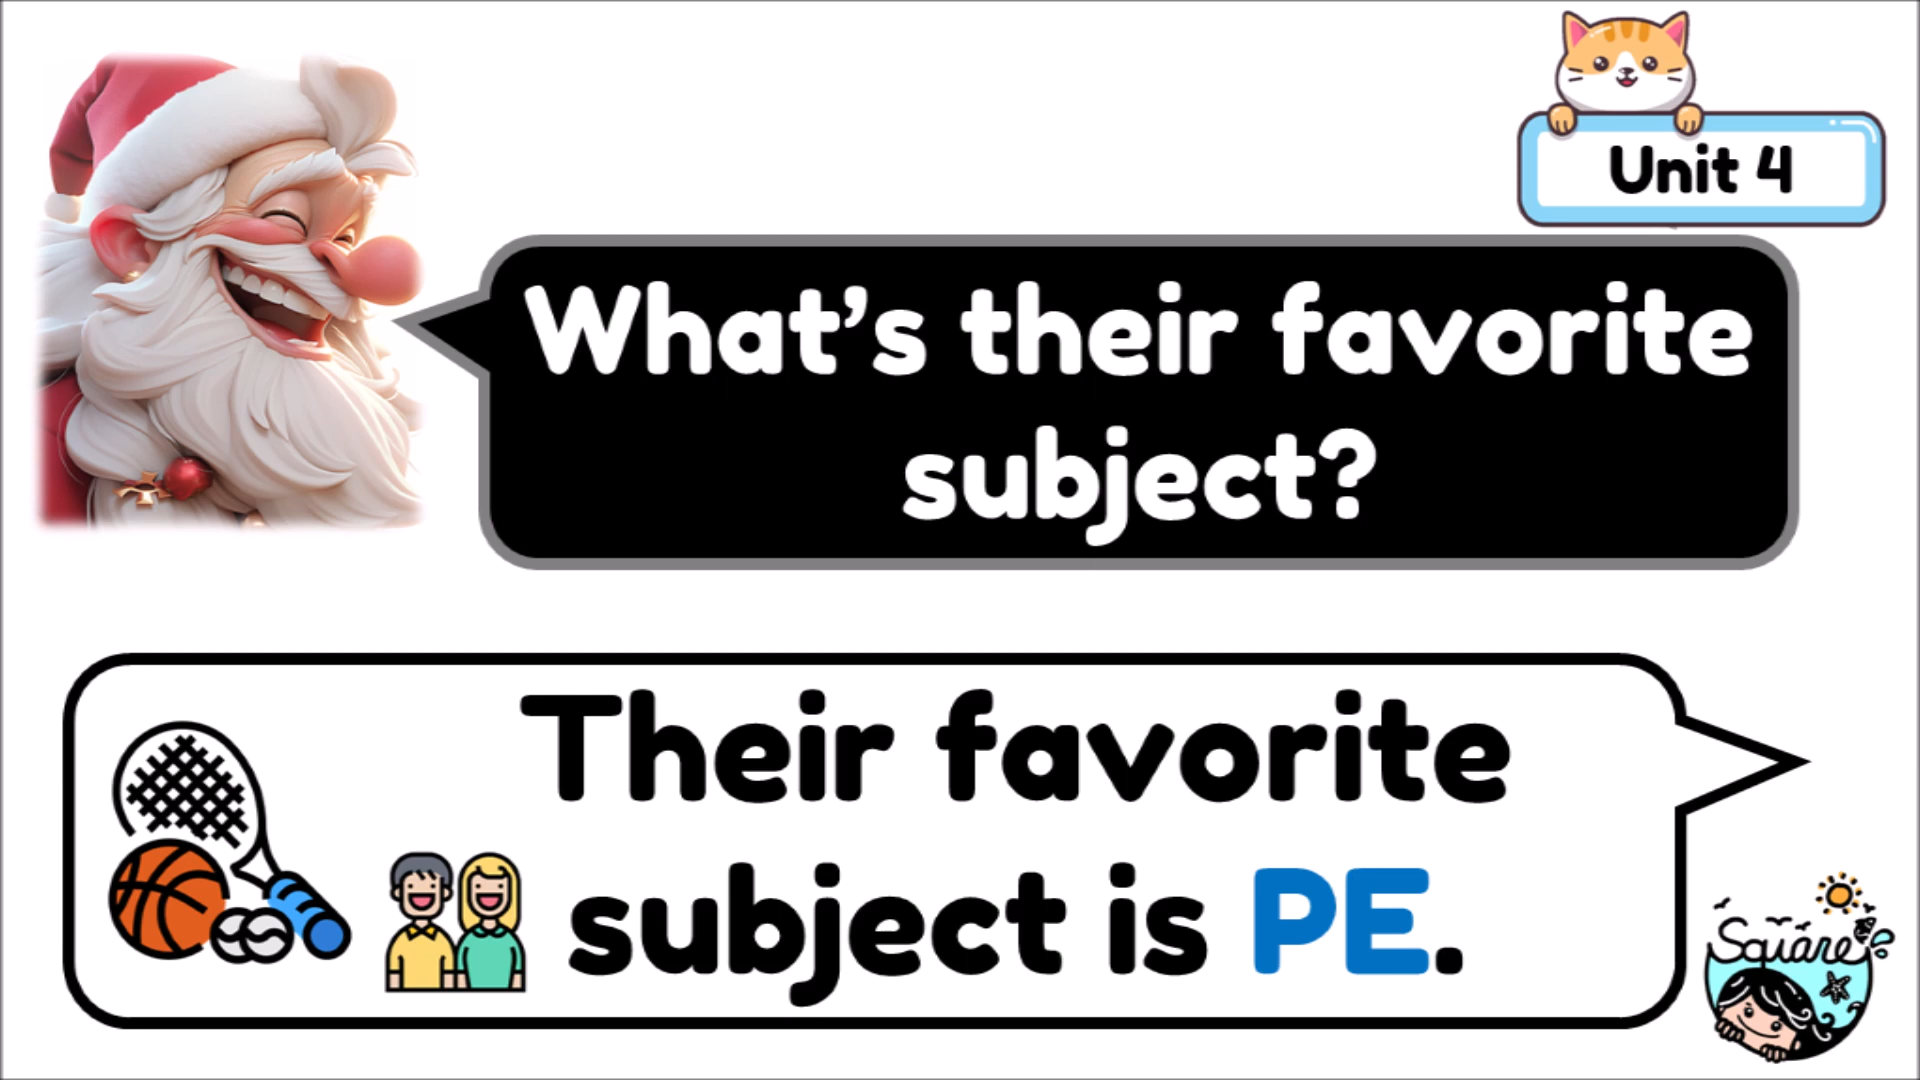 Unit 4
What’s their favorite
subject?
Their favorite
subject is PE.
Square